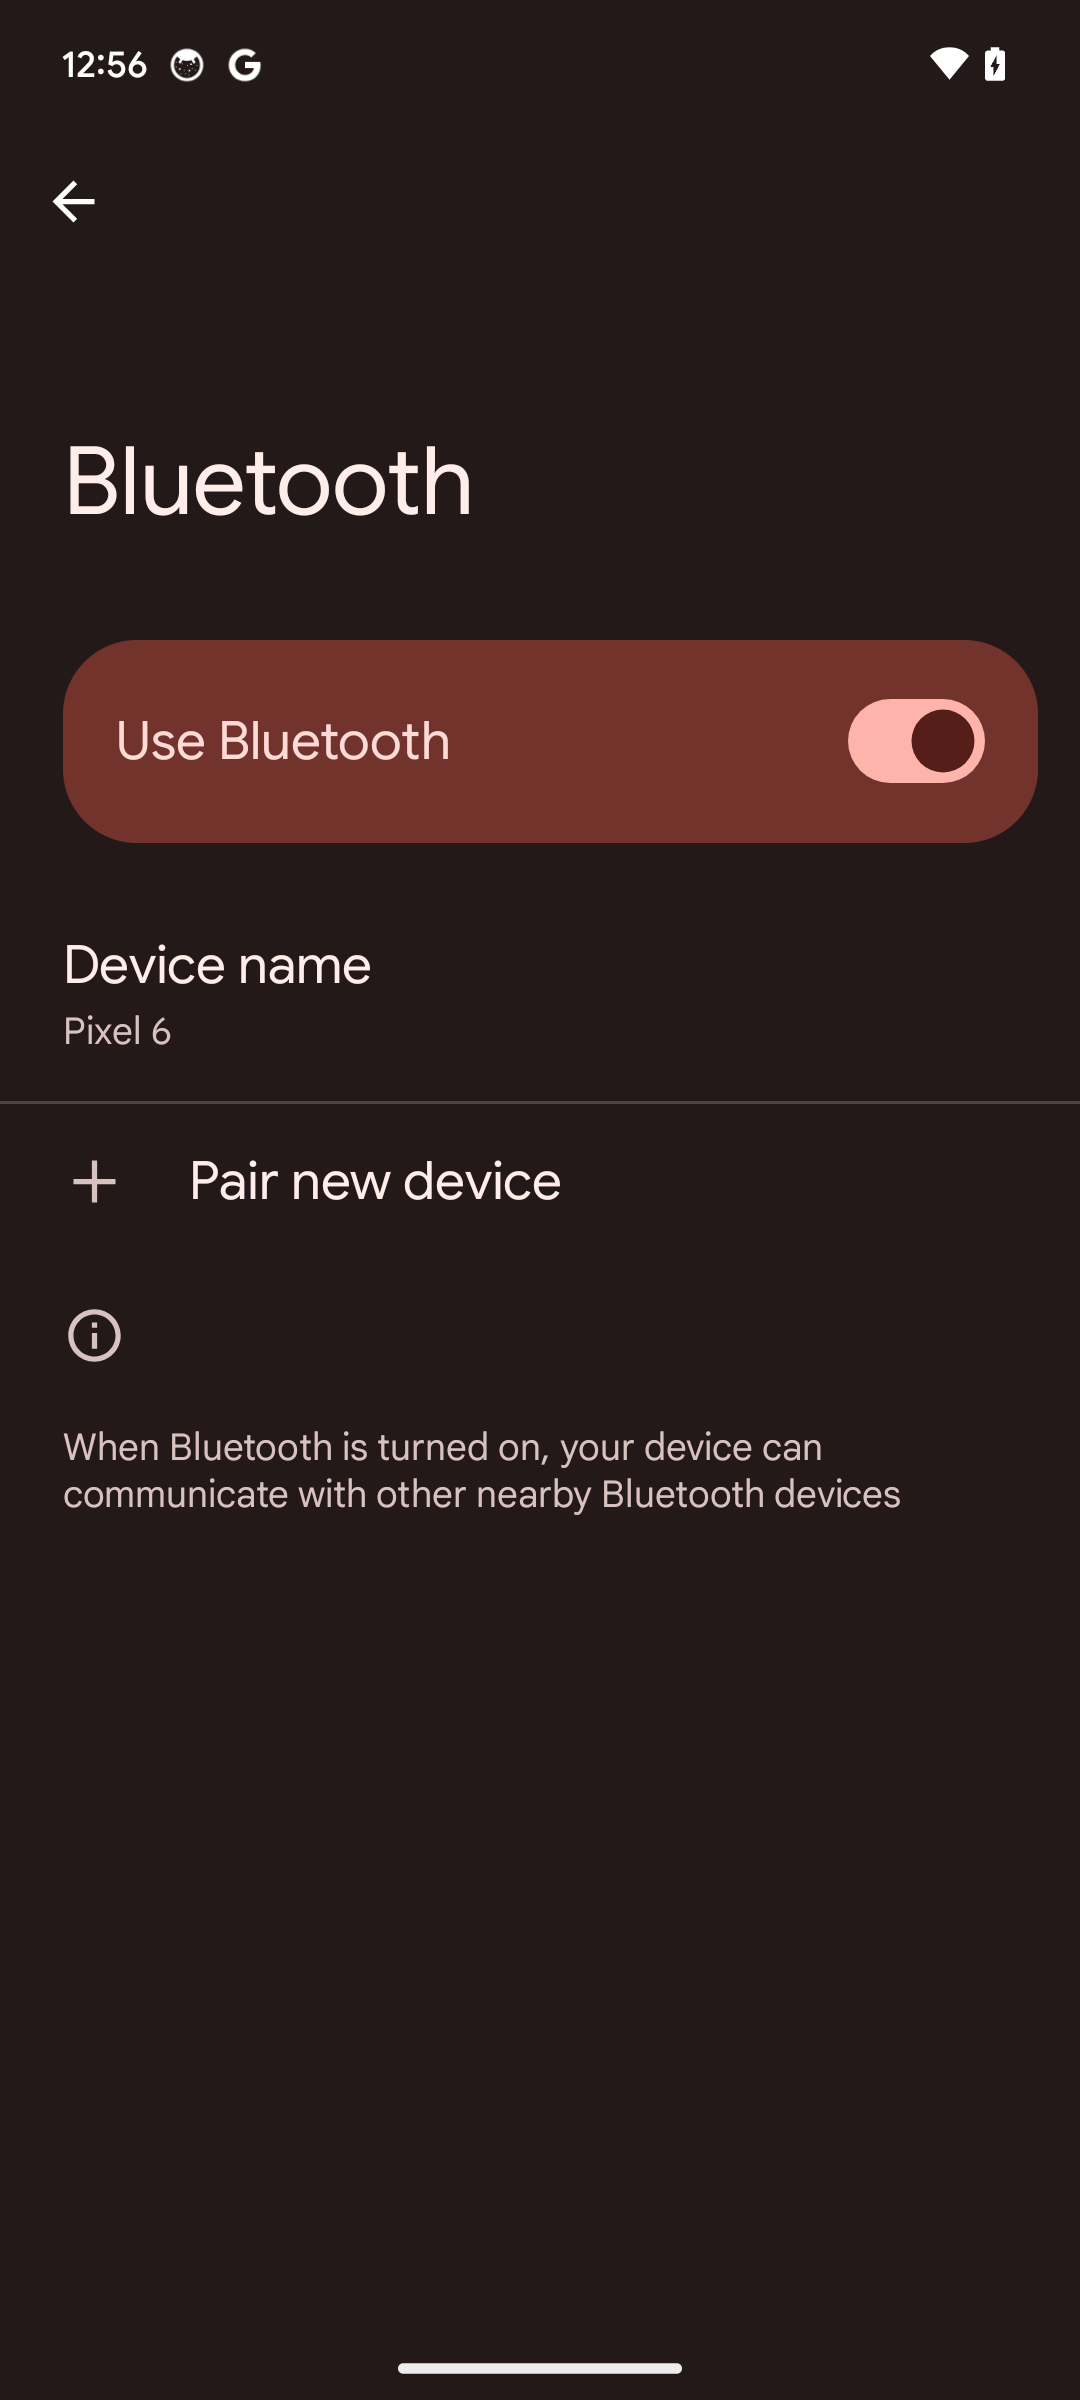 12:56
Bluetooth
Use Bluetooth
Device name
Pixel 6
Pair new device
When Bluetooth is turned on, your device can
communicate with other nearby Bluetooth devices